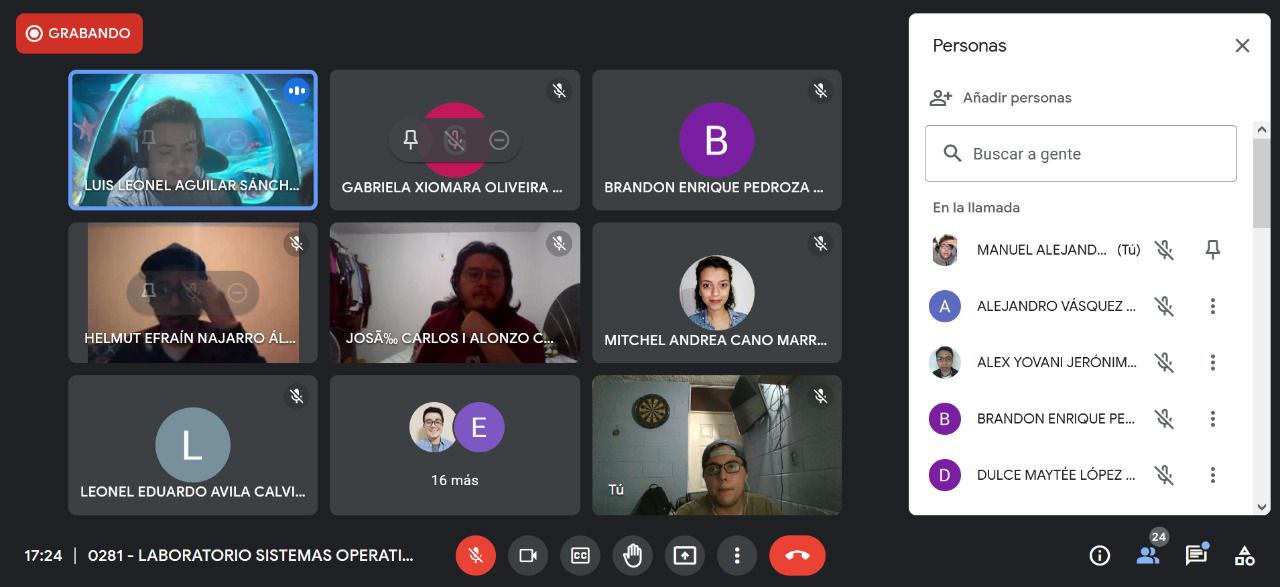 GRABANDO
LUIS LEONEL AGUILAR SÁNCH...
GABRIELA XIOMARA OLIVEIRA ...
B
BRANDON ENRIQUE PEDROZA ...
HELMUT EFRAÍN NAJARRO ÁL...
JOSÃ‰ CARLOS I ALONZO C...
MITCHEL ANDREA CANO MARR...
L
LEONEL EDUARDO AVILA CALVI...
E
16 más
Tú
17:24 | 0281 - LABORATORIO SISTEMAS OPERATI...
CC
Personas
Añadir personas
Buscar a gente
En la llamada
MANUEL ALEJAND... (Tú)
A ALEJANDRO VÁSQUEZ ...
ALEX YOVANI JERÓNIM...
B BRANDON ENRIQUE PE...
D DULCE MAYTÉE LÓPEZ ...
24